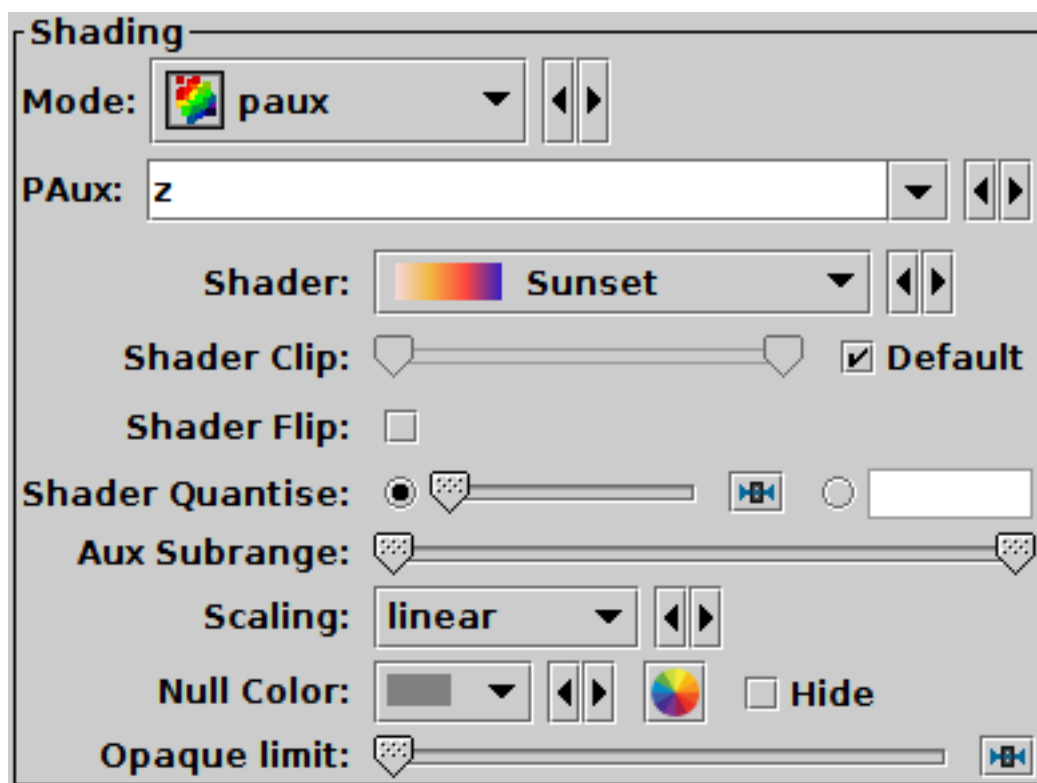 Shading
Mode: paux
PAux: z
Shader: Sunset
Shader Clip: Default
Shader Flip:
Shader Quantise:
Aux Subrange:
Scaling: linear
Null Color: Hide
Opaque limit: